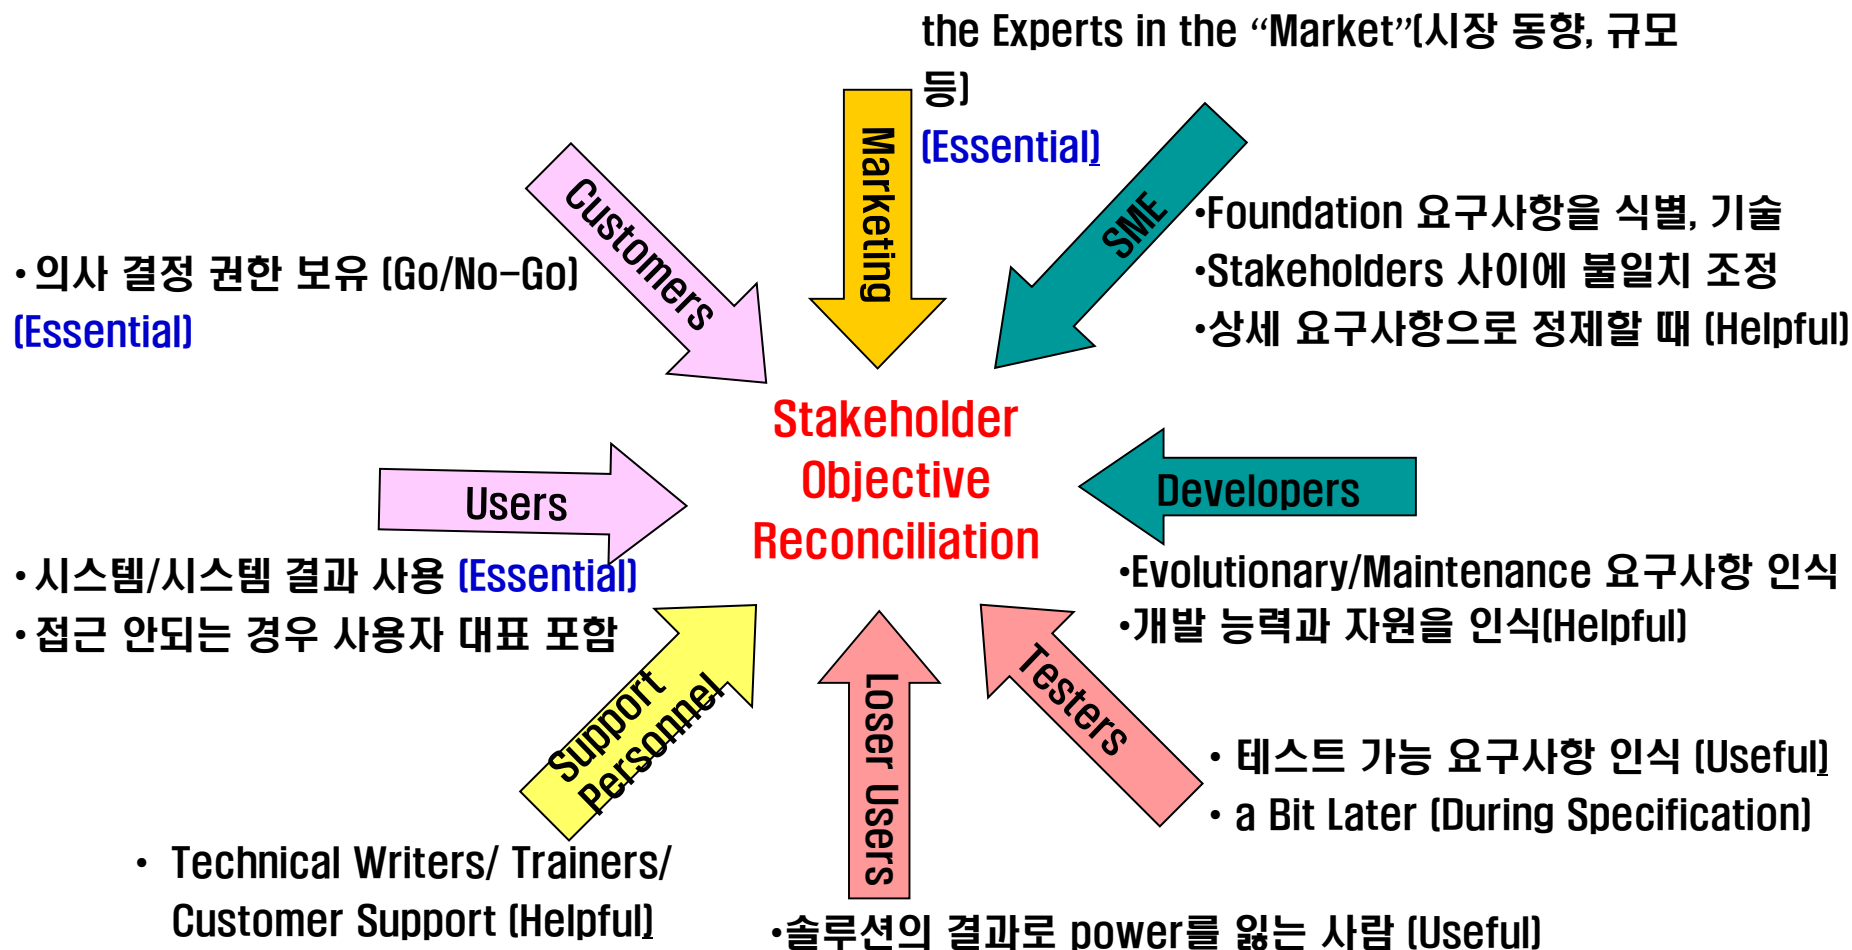 the Experts in the “Market”(시장 동향, 규모
등)
(Essential)
Marketing
Customers
SME
•Foundation 요구사항을 식별, 기술
•Stakeholders 사이에 불일치 조정
•상세 요구사항으로 정제할 때 (Helpful)
• 의사 결정 권한 보유 (Go/No-Go)
(Essential)
Stakeholder
Objective
Reconciliation
Users
Developers
• 시스템/시스템 결과 사용 (Essential)
• 접근 안되는 경우 사용자 대표 포함
•Evolutionary/Maintenance 요구사항 인식
•개발 능력과 자원을 인식(Helpful)
Support
Personnel
Loser Users
Testers
• 테스트 가능 요구사항 인식 (Useful)
• a Bit Later (During Specification)
• Technical Writers/ Trainers/
Customer Support (Helpful)
•솔루션의 결과로 power를 잃는 사람 (Useful)